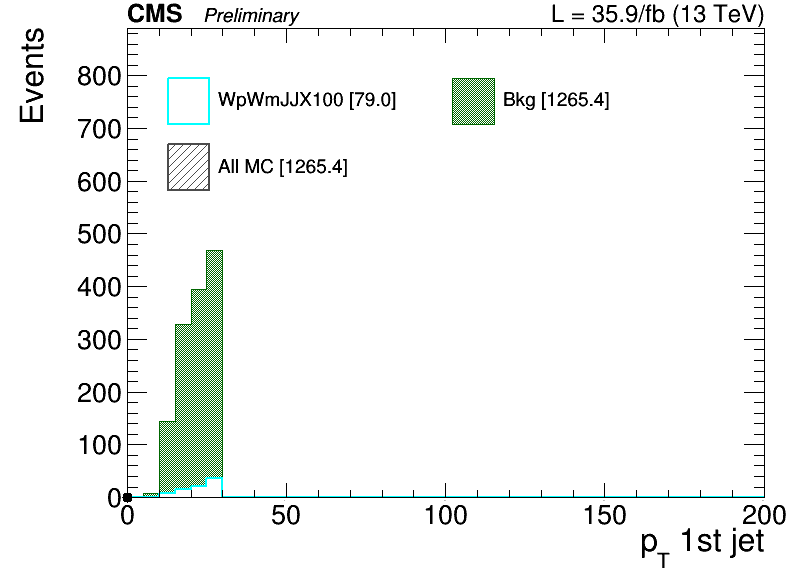 CMS Preliminary L = 35.9/fb (13 TeV)
Events
WpWmJJX100 [79.0] Bkg [1265.4]
All MC [1265.4]
800
700
600
500
400
300
200
100
0
0 50 100 150 200
pT 1st jet